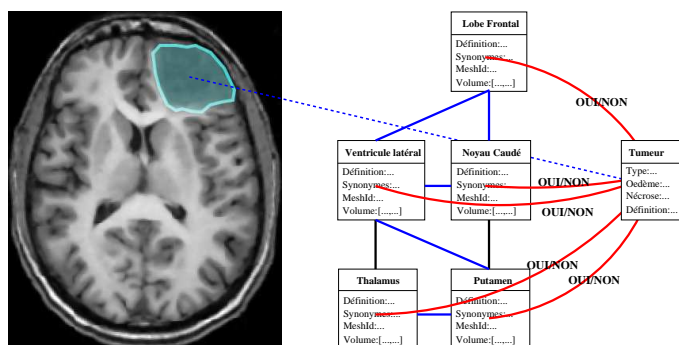 Lobe Frontal
Définition:...
Synonymes:...
MeshId:...
Volume:[...,...]
OUI/NON
Ventricule latéral
Définition:...
Synonymes:...
MeshId:...
Volume:[...,...]
Noyau Caudé
Définition:...
Synonymes:...
MeshId:...
Volume:[...,...]
OUI/NON
OUI/NON
Tumeur
Type:...
Oedème:...
Nécrose:...
Définition:...
Thalamus
Définition:...
Synonymes:...
MeshId:...
Volume:[...,...]
Putamen
Définition:...
Synonymes:...
MeshId:...
Volume:[...,...]
OUI/NON
OUI/NON